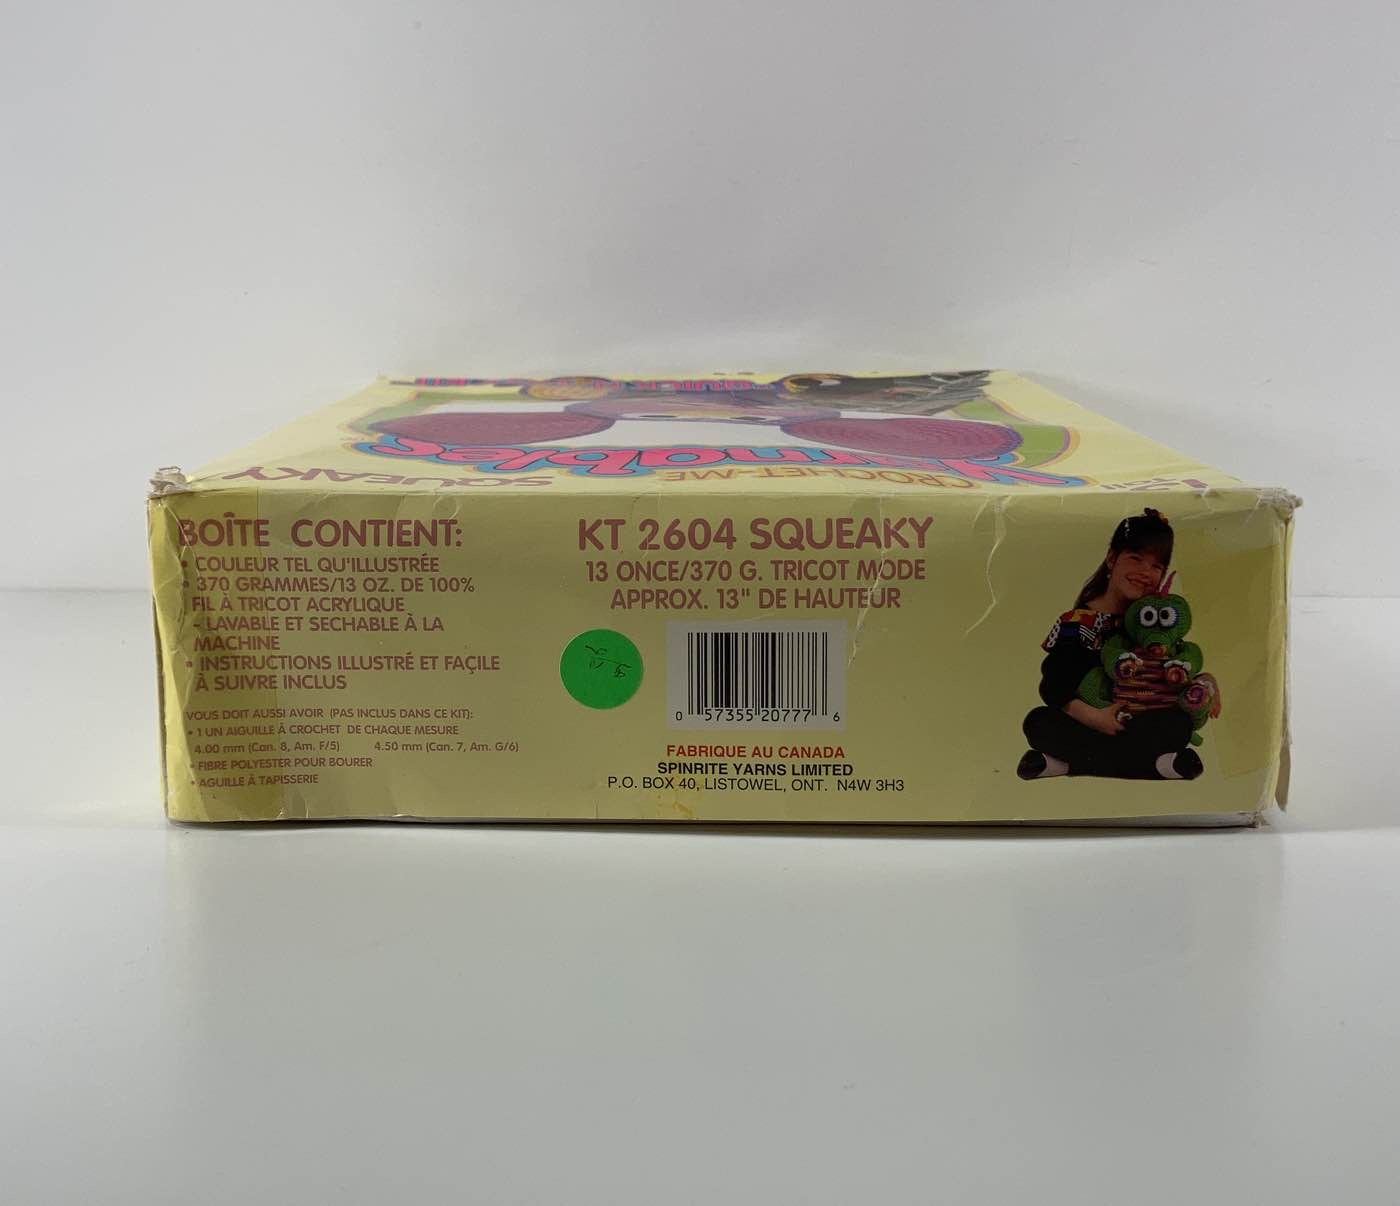 SQUEAKY
CROCHET-ME
Yarnables
BOÎTE CONTIENT:
• COULEUR TEL QU'ILLUSTRÉE
• 370 GRAMMES/13 OZ. DE 100%
FIL À TRICOT ACRYLIQUE
- LAVABLE ET SECHABLE À LA
MACHINE
• INSTRUCTIONS ILLUSTRÉ ET FAÇILE
À SUIVRE INCLUS
VOUS DOIT AUSSI AVOIR (PAS INCLUS DANS CE KIT):
• 1 UN AIGUILLE À CROCHET DE CHAQUE MESURE
4.00 mm (Can. 8, Am. F/5) 4.50 mm (Can. 7, Am. G/6)
• FIBRE POLYESTER POUR BOURER
• AGUILLE À TAPISSERIE
KT 2604 SQUEAKY
13 ONCE/370 G. TRICOT MODE
APPROX. 13" DE HAUTEUR
0 57355 20777 6
FABRIQUE AU CANADA
SPINRITE YARNS LIMITED
P.O. BOX 40, LISTOWEL, ONT. N4W 3H3